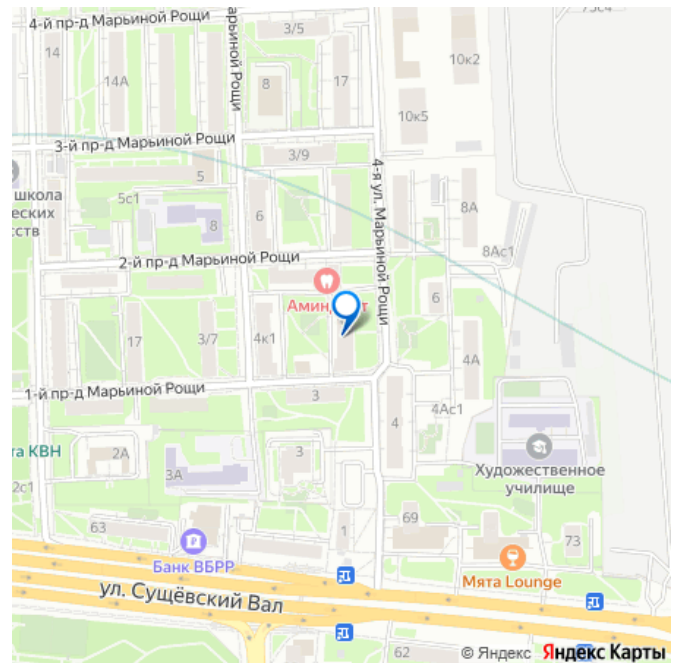 4-й пр-д Марьиной Рощи
3/5
10к2
14
14А
8
17
10к5
3-й пр-д Марьиной Рощи
3/9
школа
5
5с1
6
8
4-я ул. Марьиной Рощи
8А
8Ас1
2-й пр-д Марьиной Рощи
6
17
3/7
4к1
4А
1-й пр-д Марьиной Рощи
3
4
4Ас1
КВН
2А
3
3А
Художественное
училище
2с1
63
1
69
73
Банк ВБРР
Мята Lounge
ул. Сущёвский Вал
62
© Яндекс Яндекс Карты